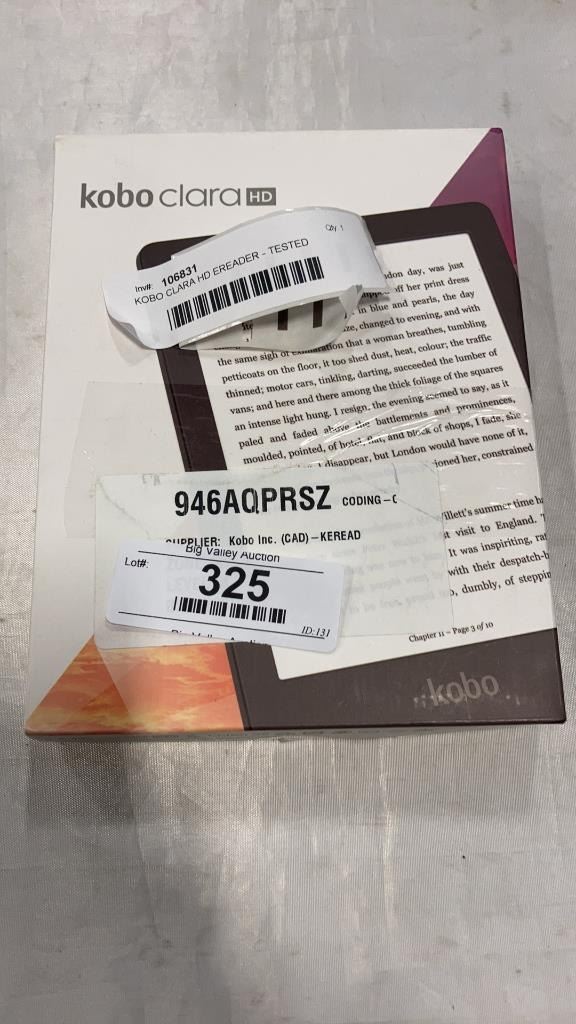 kobo clara HD
Inv#: 106831
Qty: 1
KOBO CLARA HD EREADER - TESTED
don day, was just
off her print dress
in blue and pearls, the day
changed to evening, and with
the same sigh of that a woman breathes, tumbling
petticoats on the floor, it too shed dust, heat, colour; the traffic
thinned; motor cars, tinkling, darting, succeeded the lumber of
vans; and here and there among the thick foliage of the squares
an intense light hung. I resign, the evening seemed to say, as it
paled and faded above the battlements and prominences,
moulded, pointed, of hotel, flat, and block of shops, I fade, she
disappear, but London would have none of it,
ioned her, constrained
946AQPRSZ CODING-C
SUPPLIER: Kobo Inc. (CAD)-KEREAD
illett's summer time
visit to England.
It was inspiriting,
with their despatch-b
, dumbly, of steppin
Big Valley Auction
Lot#:
325
ID:131
Chapter 11 – Page 3 of 10
kobo